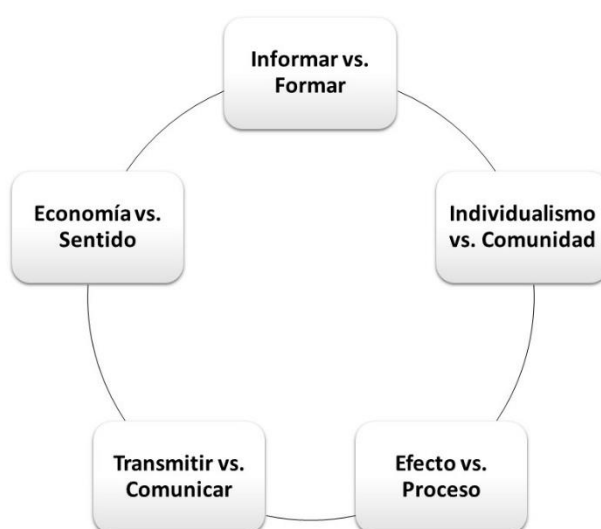 Informar vs.
Formar
Individualismo
vs. Comunidad
Efecto vs.
Proceso
Transmitir vs.
Comunicar
Economía vs.
Sentido